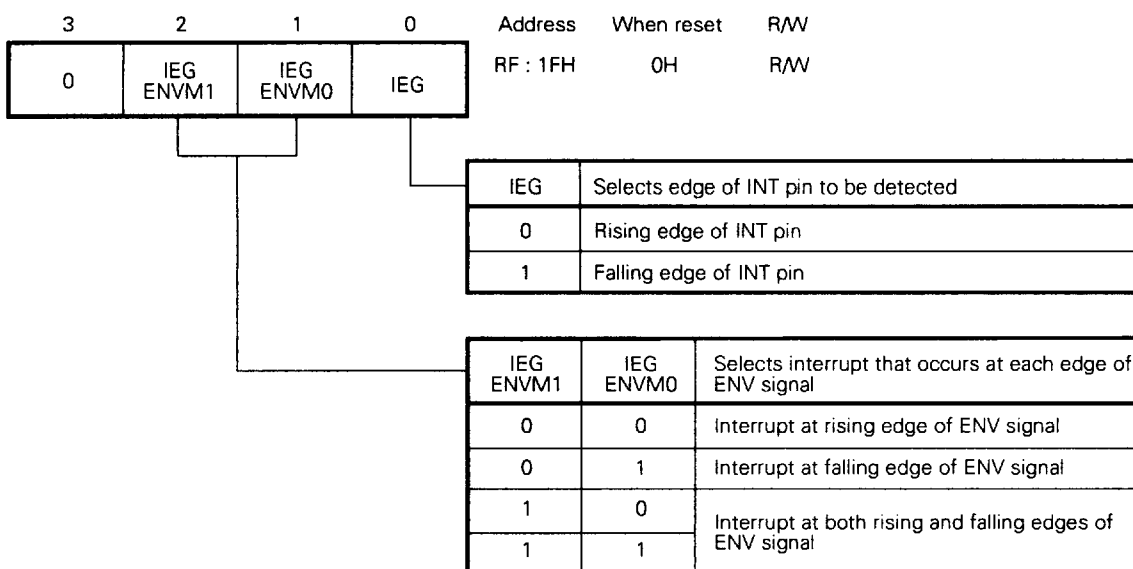 3 2 1 0 Address When reset R/W
0 IEG ENVM1 IEG ENVM0 IEG RF : 1FH 0H R/W
IEG Selects edge of INT pin to be detected
0 Rising edge of INT pin
1 Falling edge of INT pin
IEG ENVM1 IEG ENVM0 Selects interrupt that occurs at each edge of
ENV signal
0 0 Interrupt at rising edge of ENV signal
0 1 Interrupt at falling edge of ENV signal
1 0 Interrupt at both rising and falling edges of
1 1 ENV signal